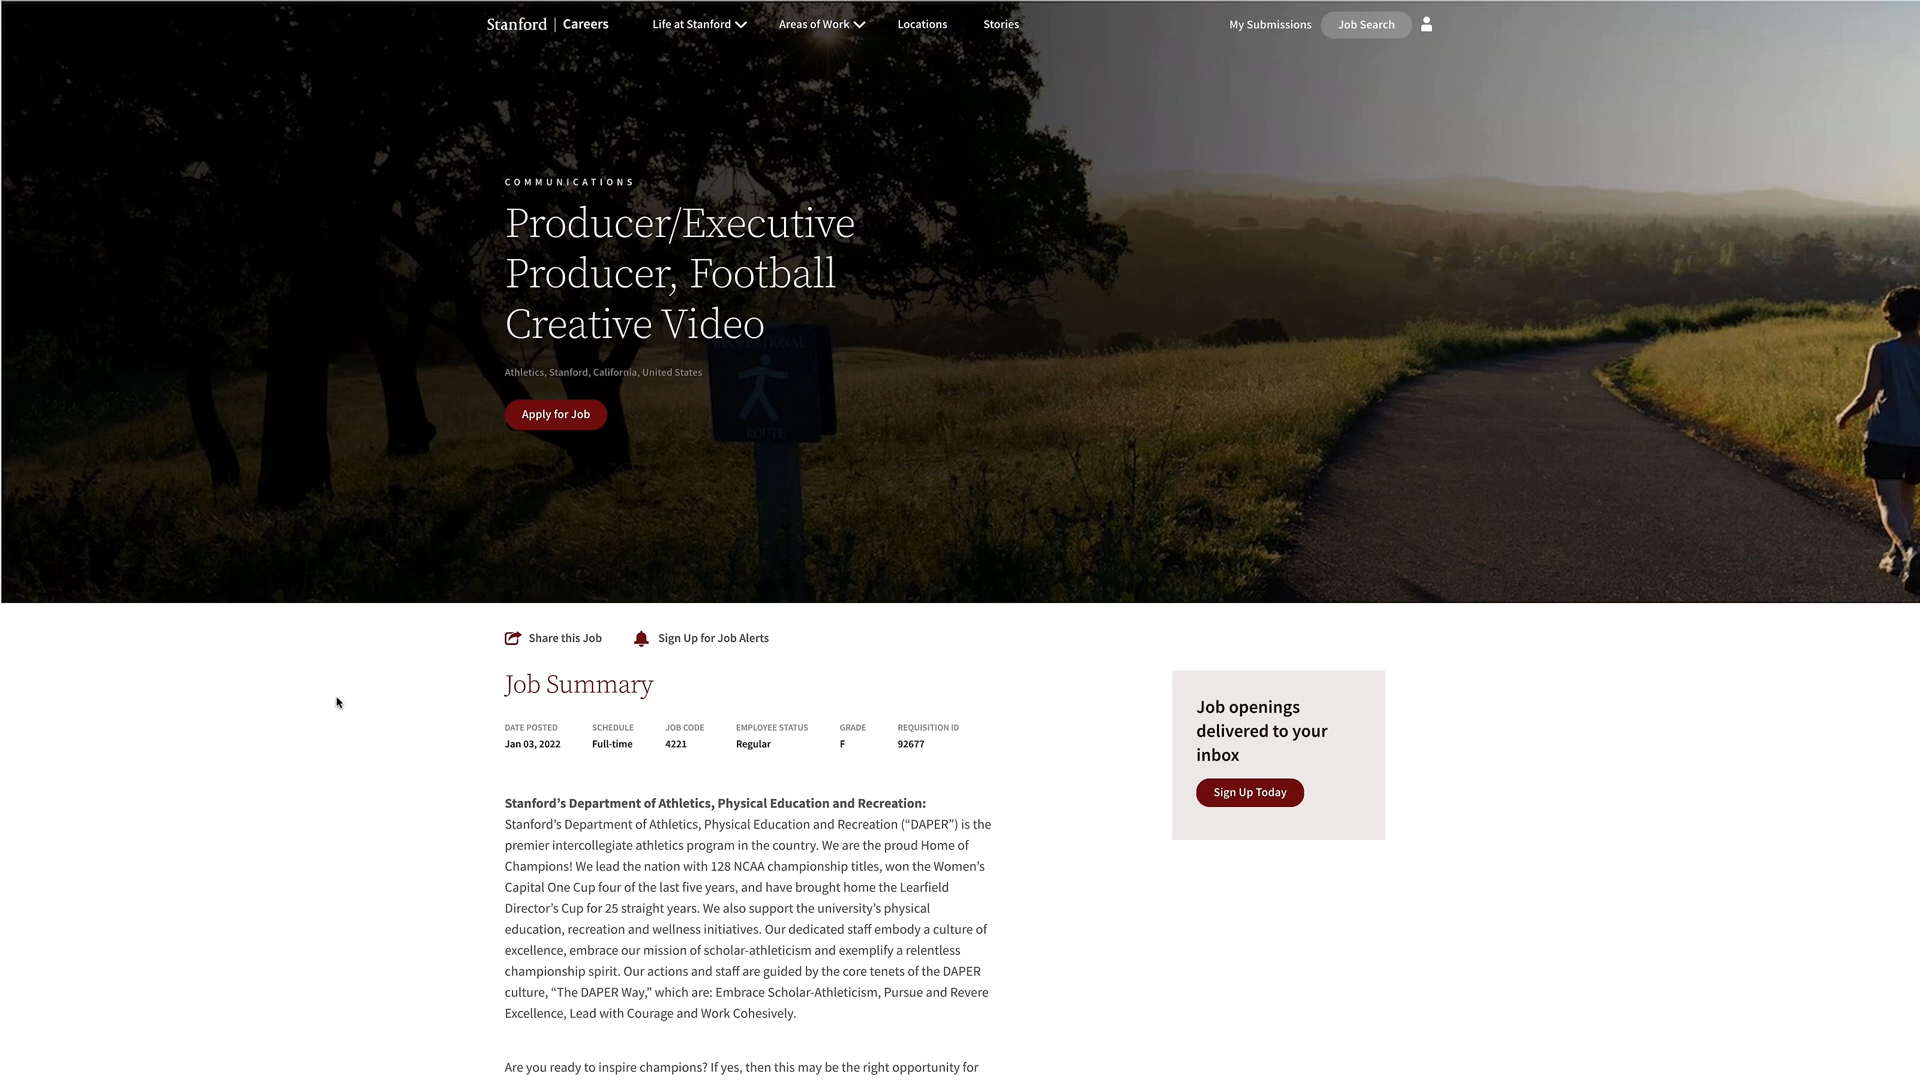 Stanford | Careers Life at Stanford Areas of Work Locations Stories My Submissions Job Search
COMMUNICATIONS
Producer/Executive
Producer, Football
Creative Video
Athletics, Stanford, California, United States
Apply for Job
RECREATIONAL
ROUTE
Share this Job Sign Up for Job Alerts
Job Summary
DATE POSTED SCHEDULE JOB CODE EMPLOYEE STATUS GRADE REQUISITION ID
Jan 03, 2022 Full-time 4221 Regular F 92677
Stanford’s Department of Athletics, Physical Education and Recreation:
Stanford’s Department of Athletics, Physical Education and Recreation (“DAPER”) is the
premier intercollegiate athletics program in the country. We are the proud Home of
Champions! We lead the nation with 128 NCAA championship titles, won the Women’s
Capital One Cup four of the last five years, and have brought home the Learfield
Director’s Cup for 25 straight years. We also support the university’s physical
education, recreation and wellness initiatives. Our dedicated staff embody a culture of
excellence, embrace our mission of scholar-athleticism and exemplify a relentless
championship spirit. Our actions and staff are guided by the core tenets of the DAPER
culture, “The DAPER Way,” which are: Embrace Scholar-Athleticism, Pursue and Revere
Excellence, Lead with Courage and Work Cohesively.
Are you ready to inspire champions? If yes, then this may be the right opportunity for
Job openings
delivered to your
inbox
Sign Up Today